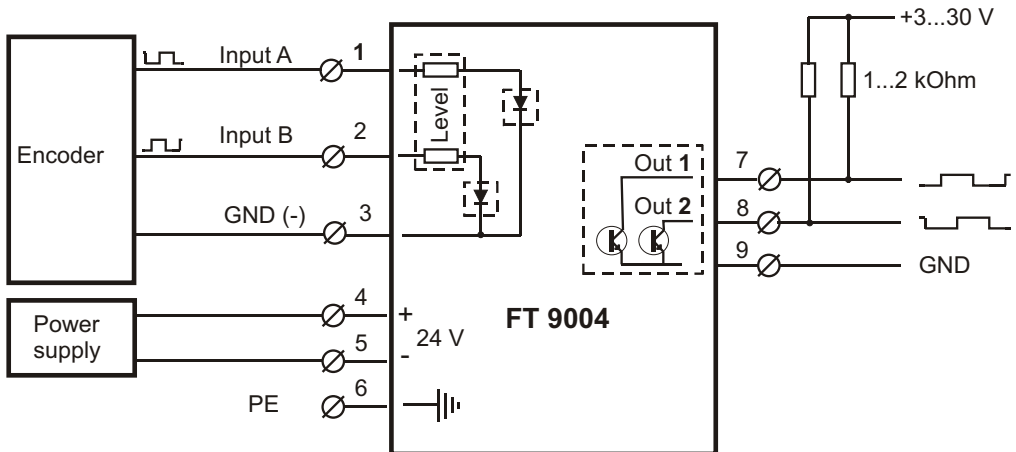 Encoder
Input A
1
Input B
2
GND (-)
3
Level
Power
supply
4
+
24 V
5
-
PE
6
FT 9004
Out 1
Out 2
7
8
9
GND
+3...30 V
1...2 kOhm